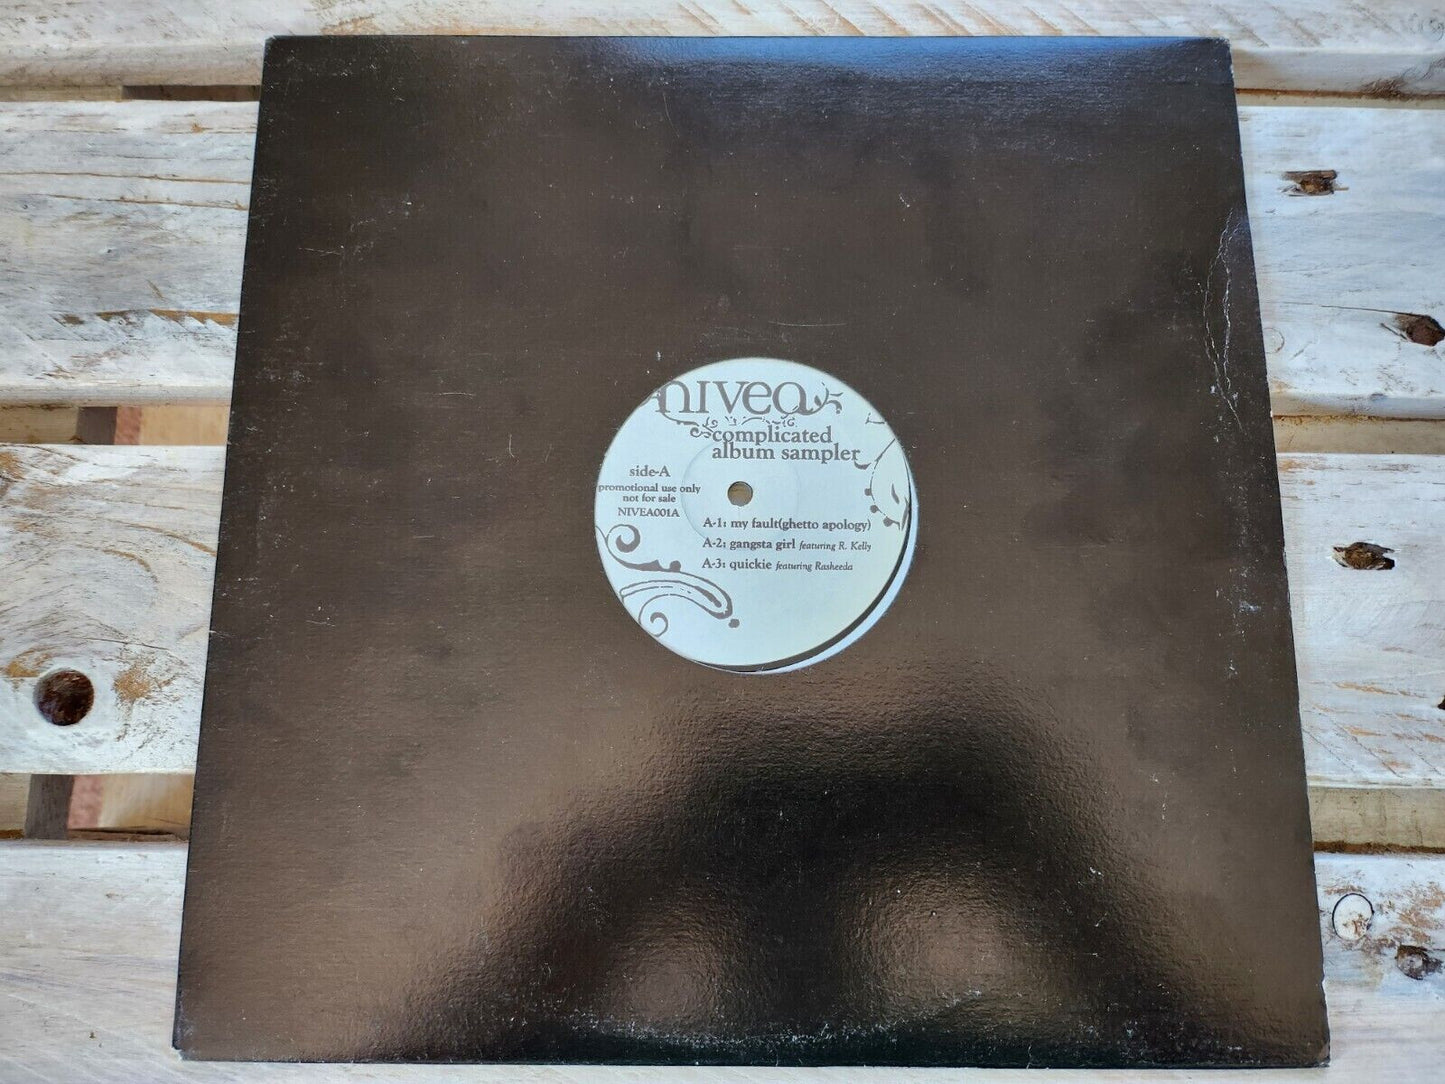 nivea
complicated
album sampler
side-A
promotional use only
not for sale
NIVEA001A
A-1: my fault(ghetto apology)
A-2: gangsta girl featuring R. Kelly
A-3: quickie featuring Rasheeda